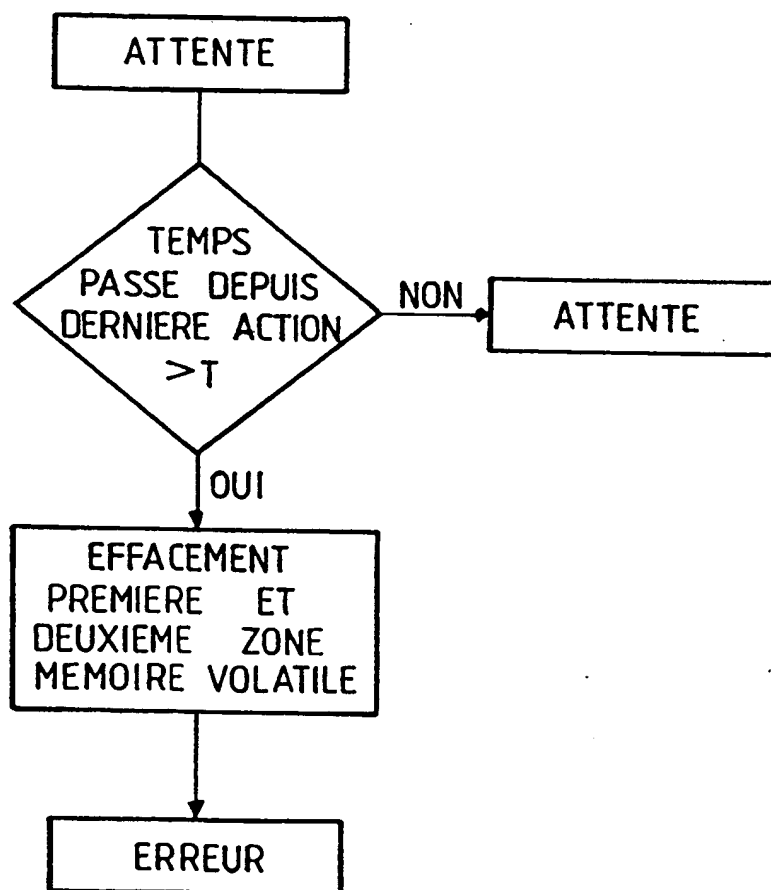 ATTENTE
TEMPS
PASSE DEPUIS
DERNIERE ACTION
>T
NON
ATTENTE
OUI
EFFACEMENT
PREMIERE ET
DEUXIEME ZONE
MEMOIRE VOLATILE
ERREUR